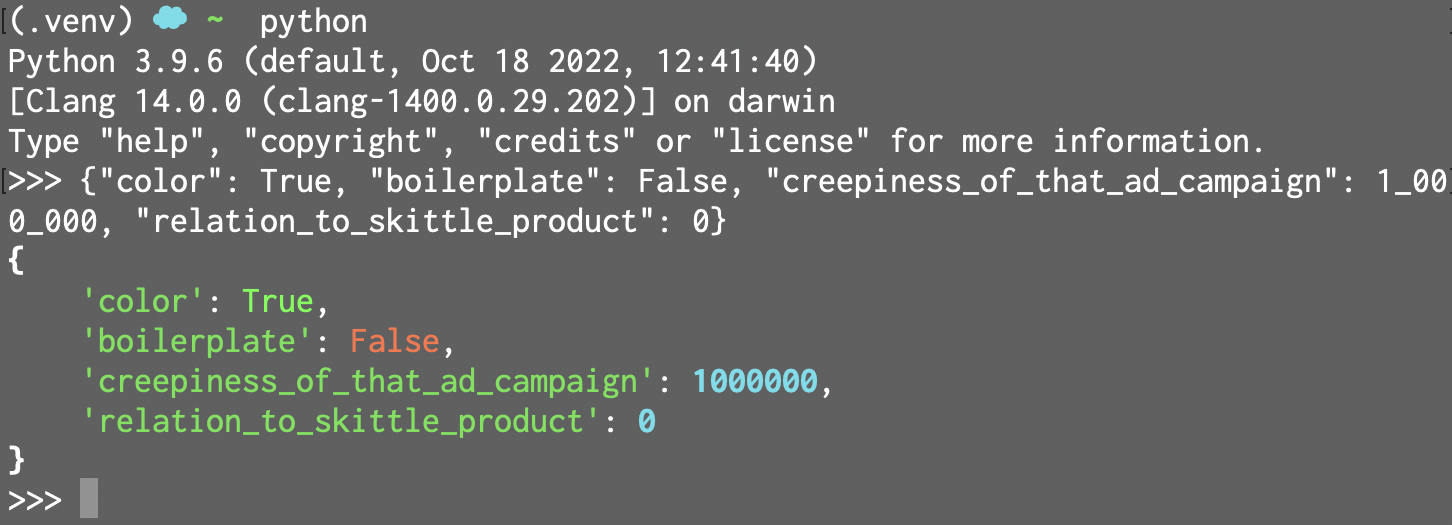 (.venv) ☁️ ~  python
Python 3.9.6 (default, Oct 18 2022, 12:41:40)
[Clang 14.0.0 (clang-1400.0.29.202)] on darwin
Type "help", "copyright", "credits" or "license" for more information.
>>> {"color": True, "boilerplate": False, "creepiness_of_that_ad_campaign": 1_00
0_000, "relation_to_skittle_product": 0}
{
    'color': True,
    'boilerplate': False,
    'creepiness_of_that_ad_campaign': 1000000,
    'relation_to_skittle_product': 0
}
>>>